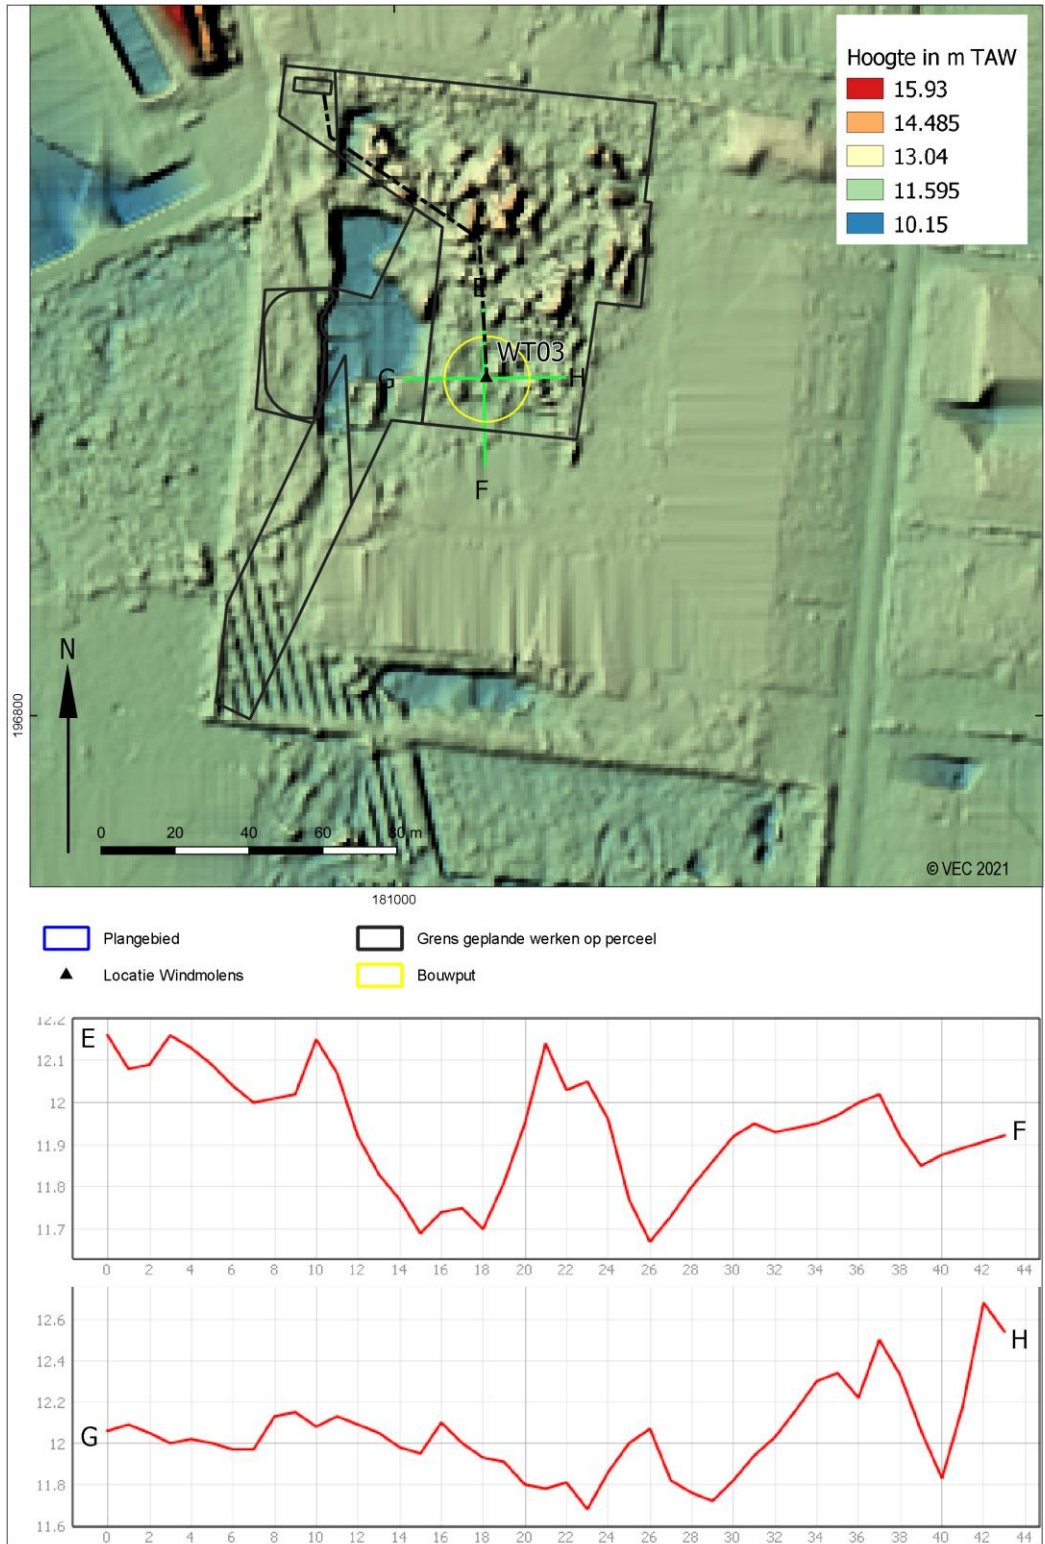 Hoogte in m TAW
15.93
14.485
13.04
11.595
10.15
E
WT03
G
H
F
N
196800
0 20 40 60 80 m
© VEC 2021
181000
Plangebied
Grens geplande werken op perceel
Locatie Windmolens
Bouwput
12.2
E
12.1
12
F
11.9
11.8
11.7
0 2 4 6 8 10 12 14 16 18 20 22 24 26 28 30 32 34 36 38 40 42 44
12.6
H
12.4
12.2
G
12
11.8
11.6
0 2 4 6 8 10 12 14 16 18 20 22 24 26 28 30 32 34 36 38 40 42 44